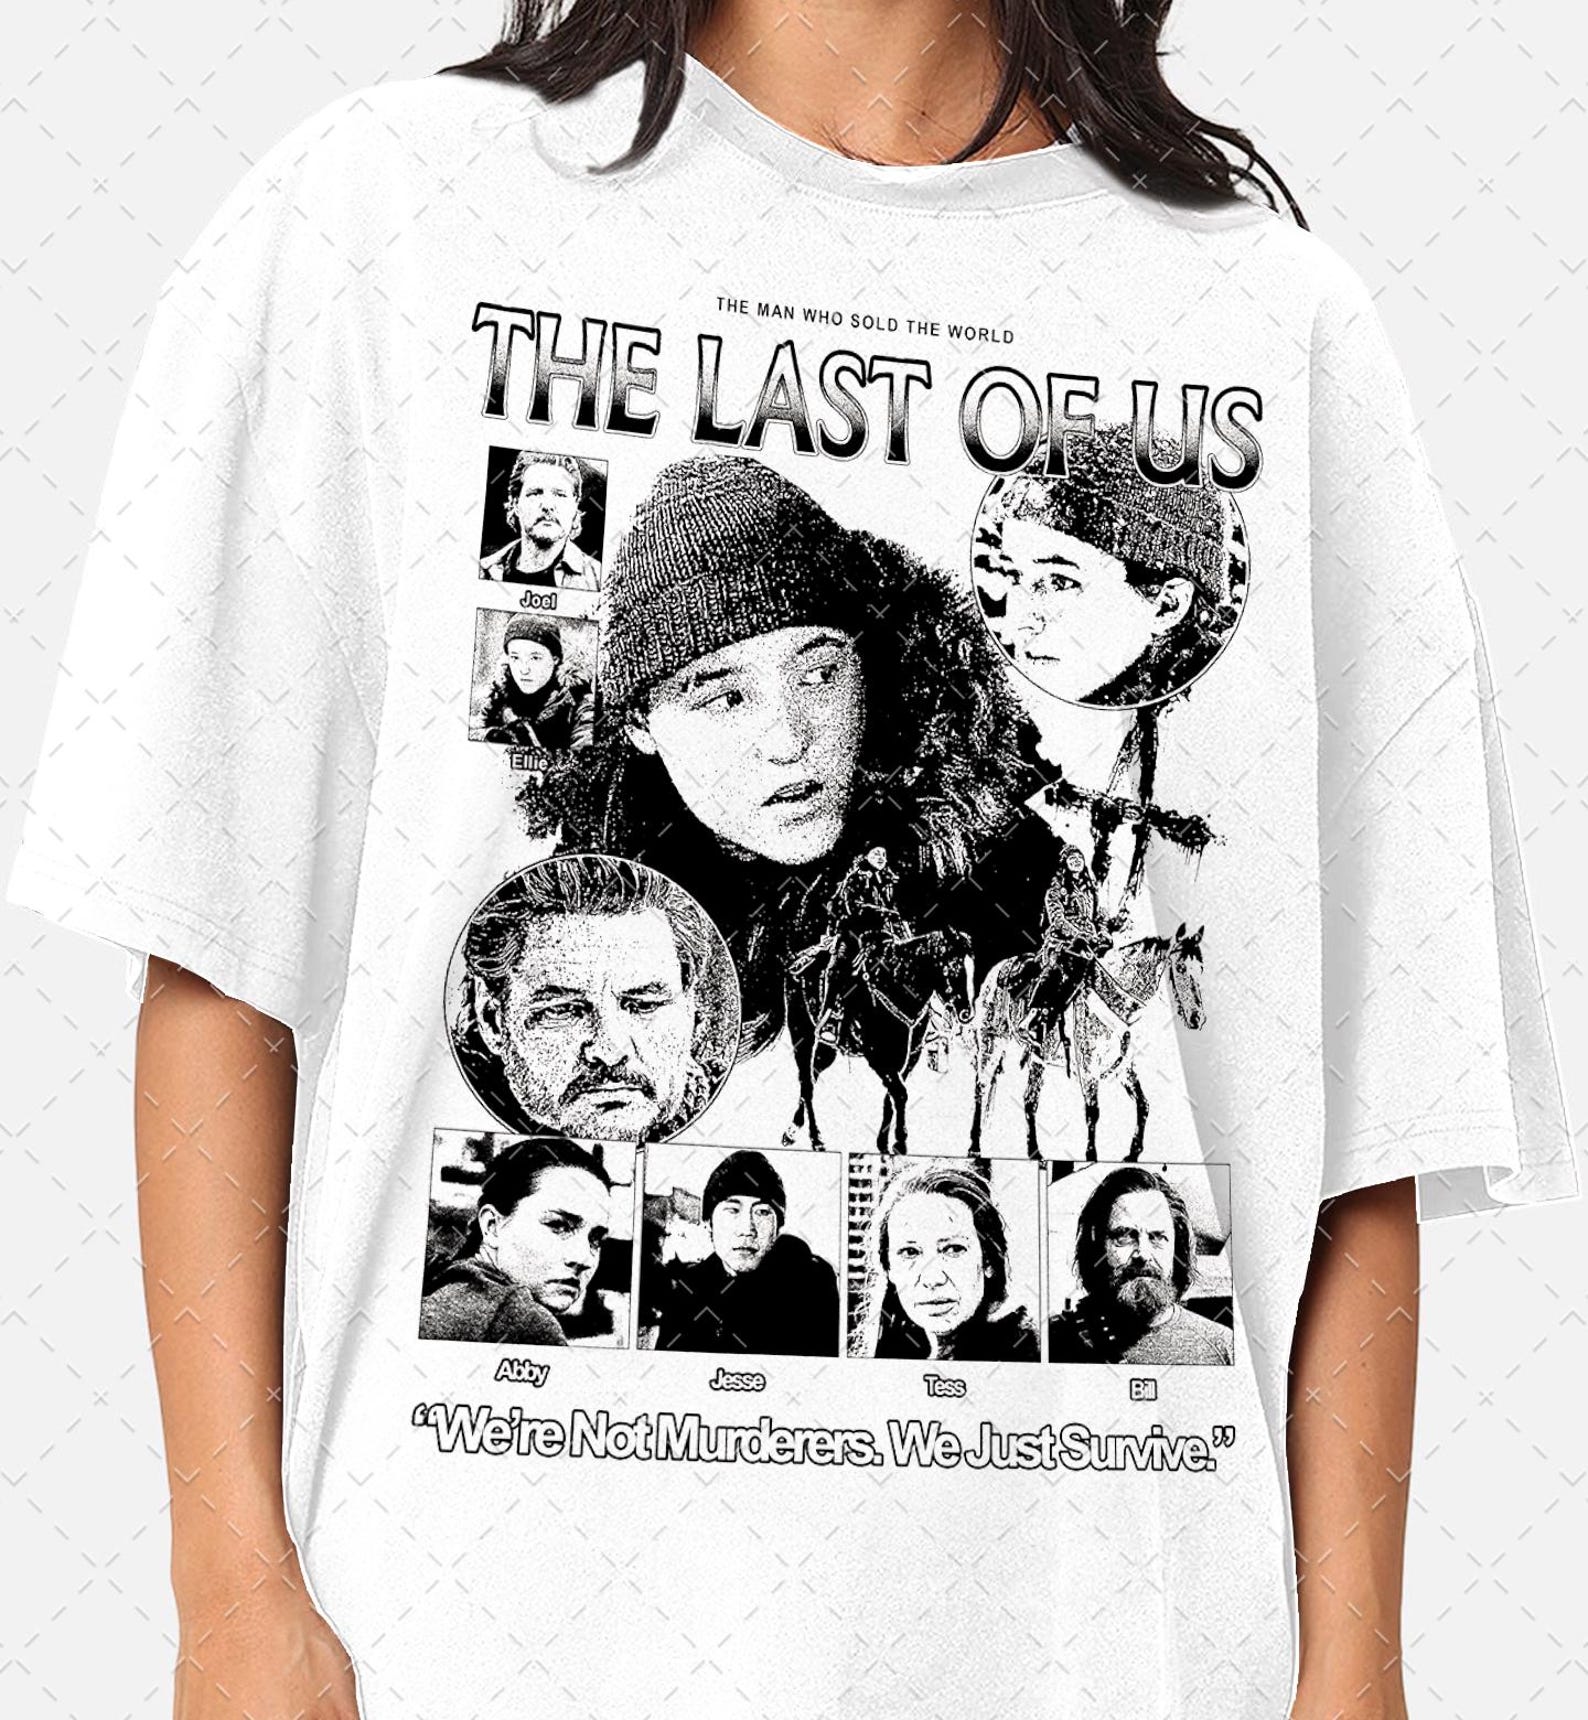 THE MAN WHO SOLD THE WORLD
THE LAST OF US
Joel
Ellie
Abby
Jesse
Tess
Bill
“We're Not Murderers. We Just Survive.”